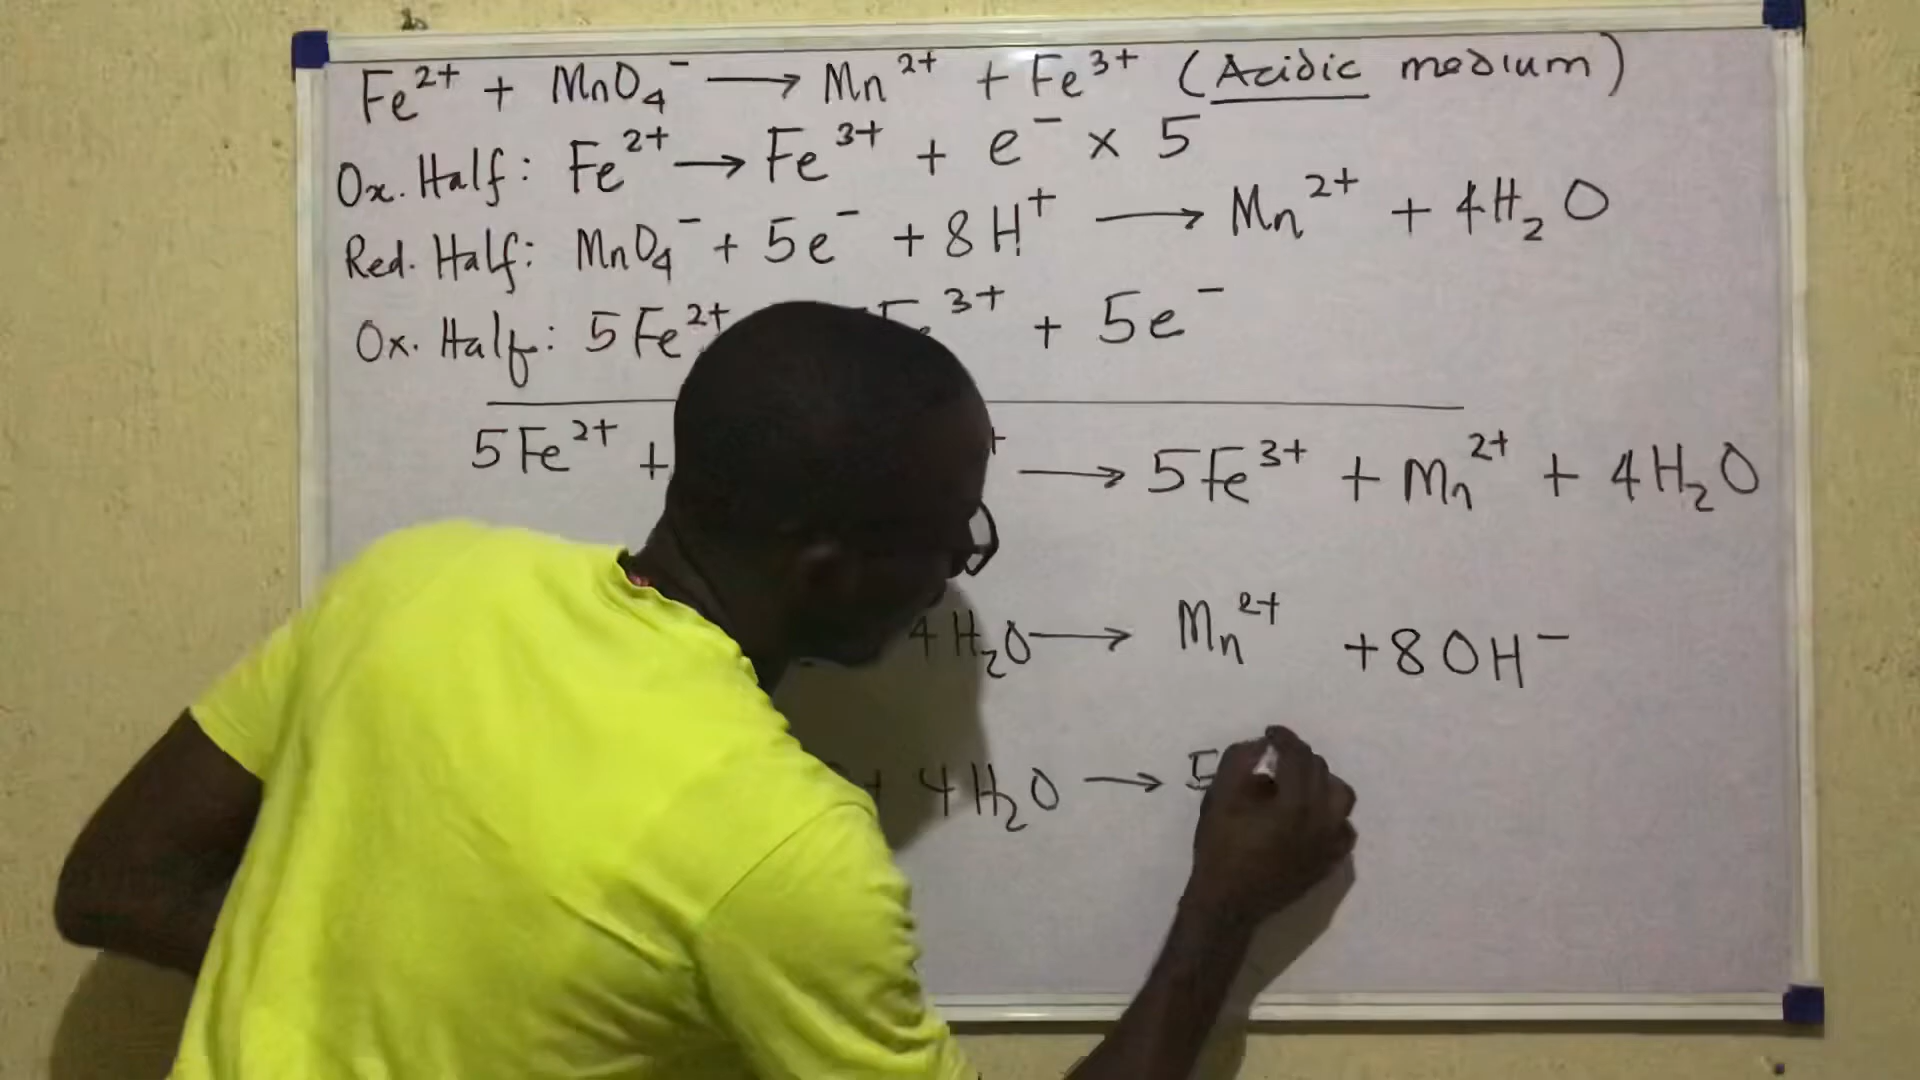 Fe²⁺ + MnO₄⁻ → Mn²⁺ + Fe³⁺ (Acidic medium)
Ox. Half: Fe²⁺ → Fe³⁺ + e⁻ × 5
Red. Half: MnO₄⁻ + 5e⁻ + 8H⁺ → Mn²⁺ + 4H₂O
Ox. Half: 5Fe²⁺ 3+ + 5e⁻
5Fe²⁺ + → 5Fe³⁺ + Mn²⁺ + 4H₂O
4H₂O → Mn²⁺ + 8OH⁻
+ 4H₂O → 5